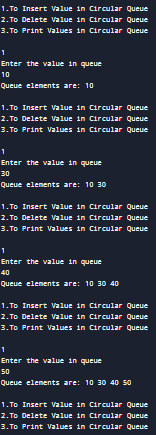 1.To Insert Value in Circular Queue
2.To Delete Value in Circular Queue
3.To Print Values in Circular Queue
1
Enter the value in queue
10
Queue elements are: 10
1.To Insert Value in Circular Queue
2.To Delete Value in Circular Queue
3.To Print Values in Circular Queue
1
Enter the value in queue
30
Queue elements are: 10 30
1.To Insert Value in Circular Queue
2.To Delete Value in Circular Queue
3.To Print Values in Circular Queue
1
Enter the value in queue
40
Queue elements are: 10 30 40
1.To Insert Value in Circular Queue
2.To Delete Value in Circular Queue
3.To Print Values in Circular Queue
1
Enter the value in queue
50
Queue elements are: 10 30 40 50
1.To Insert Value in Circular Queue
2.To Delete Value in Circular Queue
3.To Print Values in Circular Queue